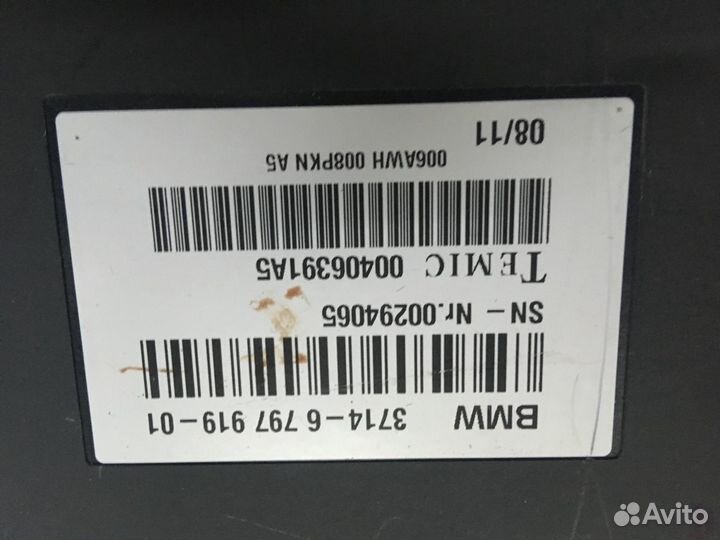 BMW 3714-6 797 919-01
SN - Nr.00294065
TEMIC 00406391A5
006AWH 008PKN A5
08/11
Avito